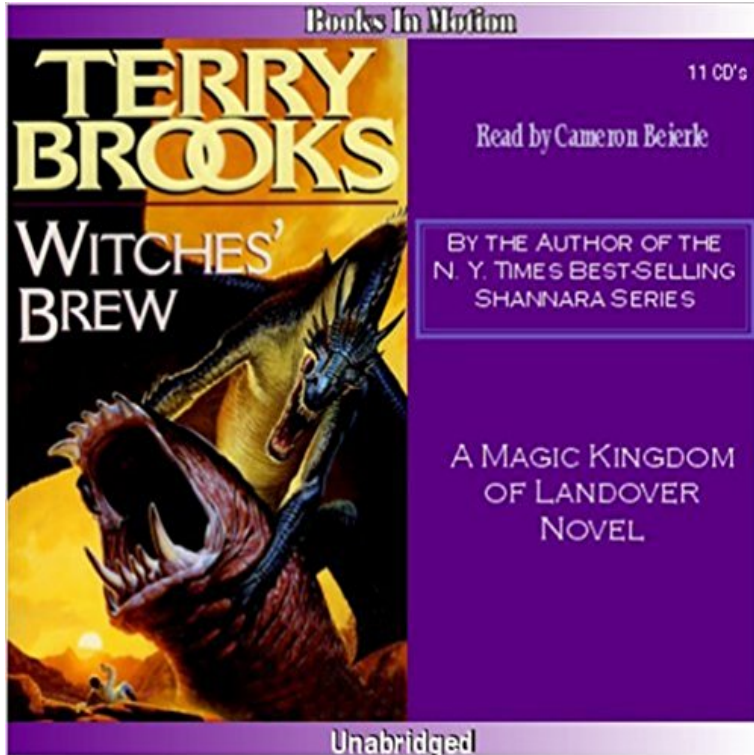 Books In Motion
TERRY
BROOKS
WITCHES'
BREW
11 CD's
Read by Cameron Beierle
BY THE AUTHOR OF THE
N. Y. TIMES BEST-SELLING
SHANNARA SERIES
A MAGIC KINGDOM
OF LANDOVER
NOVEL
Unabridged